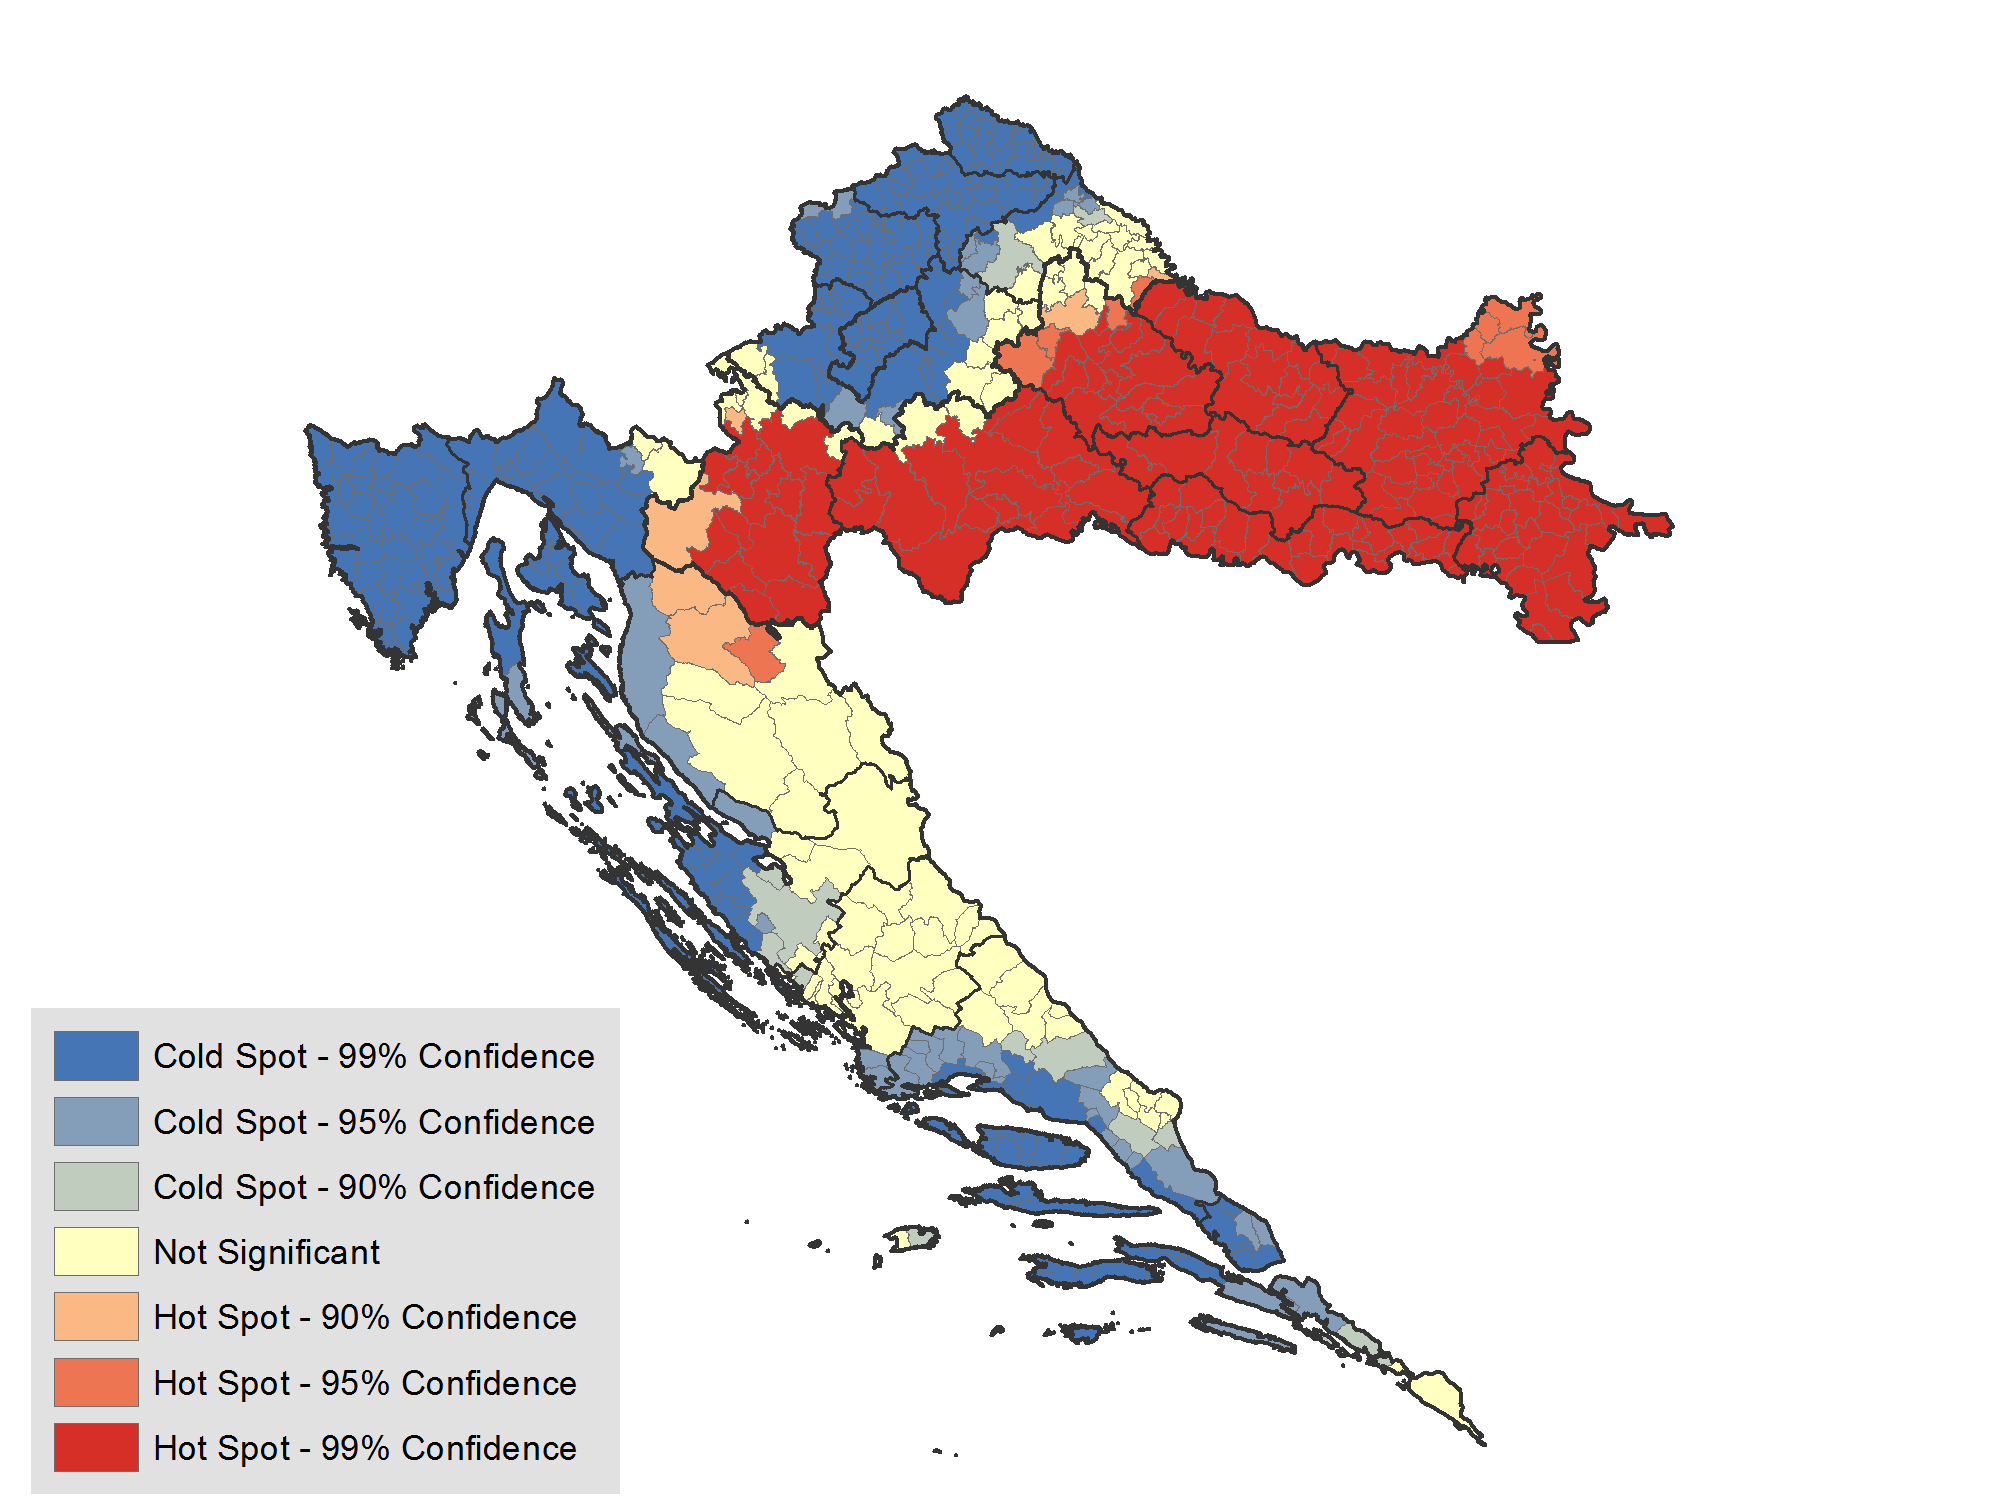 Cold Spot - 99% Confidence
Cold Spot - 95% Confidence
Cold Spot - 90% Confidence
Not Significant
Hot Spot - 90% Confidence
Hot Spot - 95% Confidence
Hot Spot - 99% Confidence